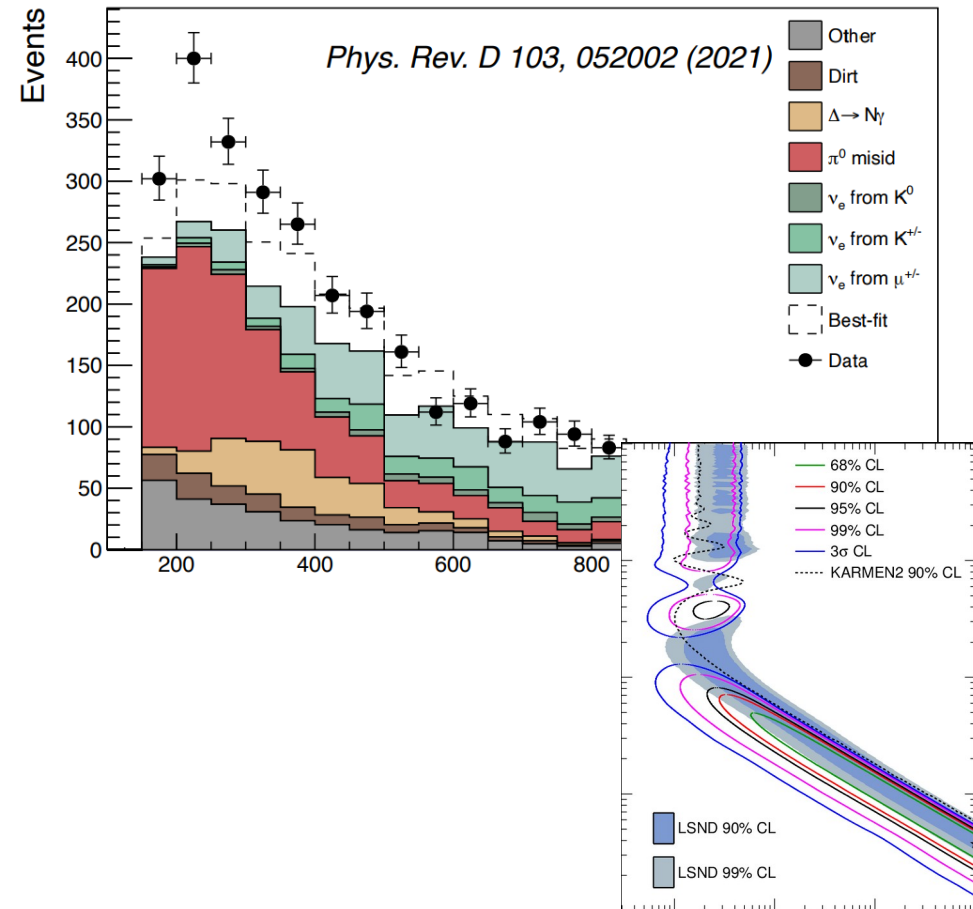 Events
Phys. Rev. D 103, 052002 (2021)
400
350
300
250
200
150
100
50
0
200
400
600
800
Other
Dirt
Δ→ Nγ
π⁰ misid
νₑ from K⁰
νₑ from K⁺/⁻
νₑ from μ⁺/⁻
Best-fit
Data
68% CL
90% CL
95% CL
99% CL
3σ CL
KARMEN2 90% CL
LSND 90% CL
LSND 99% CL